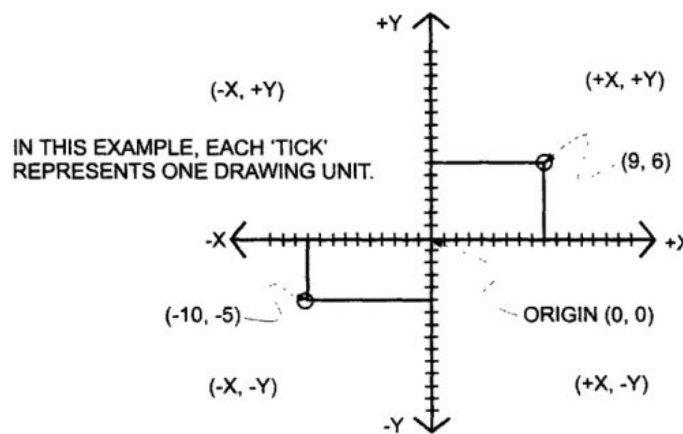 +Y
(-X, +Y)
(+X, +Y)
IN THIS EXAMPLE, EACH 'TICK'
REPRESENTS ONE DRAWING UNIT.
(9, 6)
-X
+X
(-10, -5)
ORIGIN (0, 0)
(-X, -Y)
(+X, -Y)
-Y